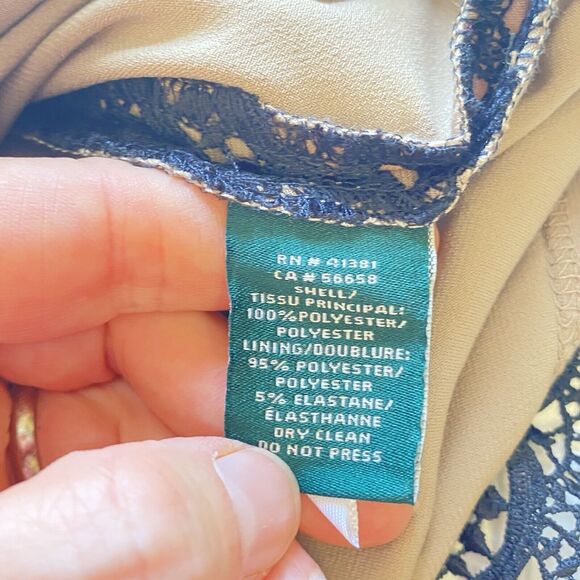 RN # 41381
CA # 56658
SHELL/
TISSU PRINCIPAL:
100% POLYESTER/
POLYESTER
LINING/DOUBLURE:
95% POLYESTER/
POLYESTER
5% ELASTANE/
ÉLASTHANNE
DRY CLEAN
DO NOT PRESS